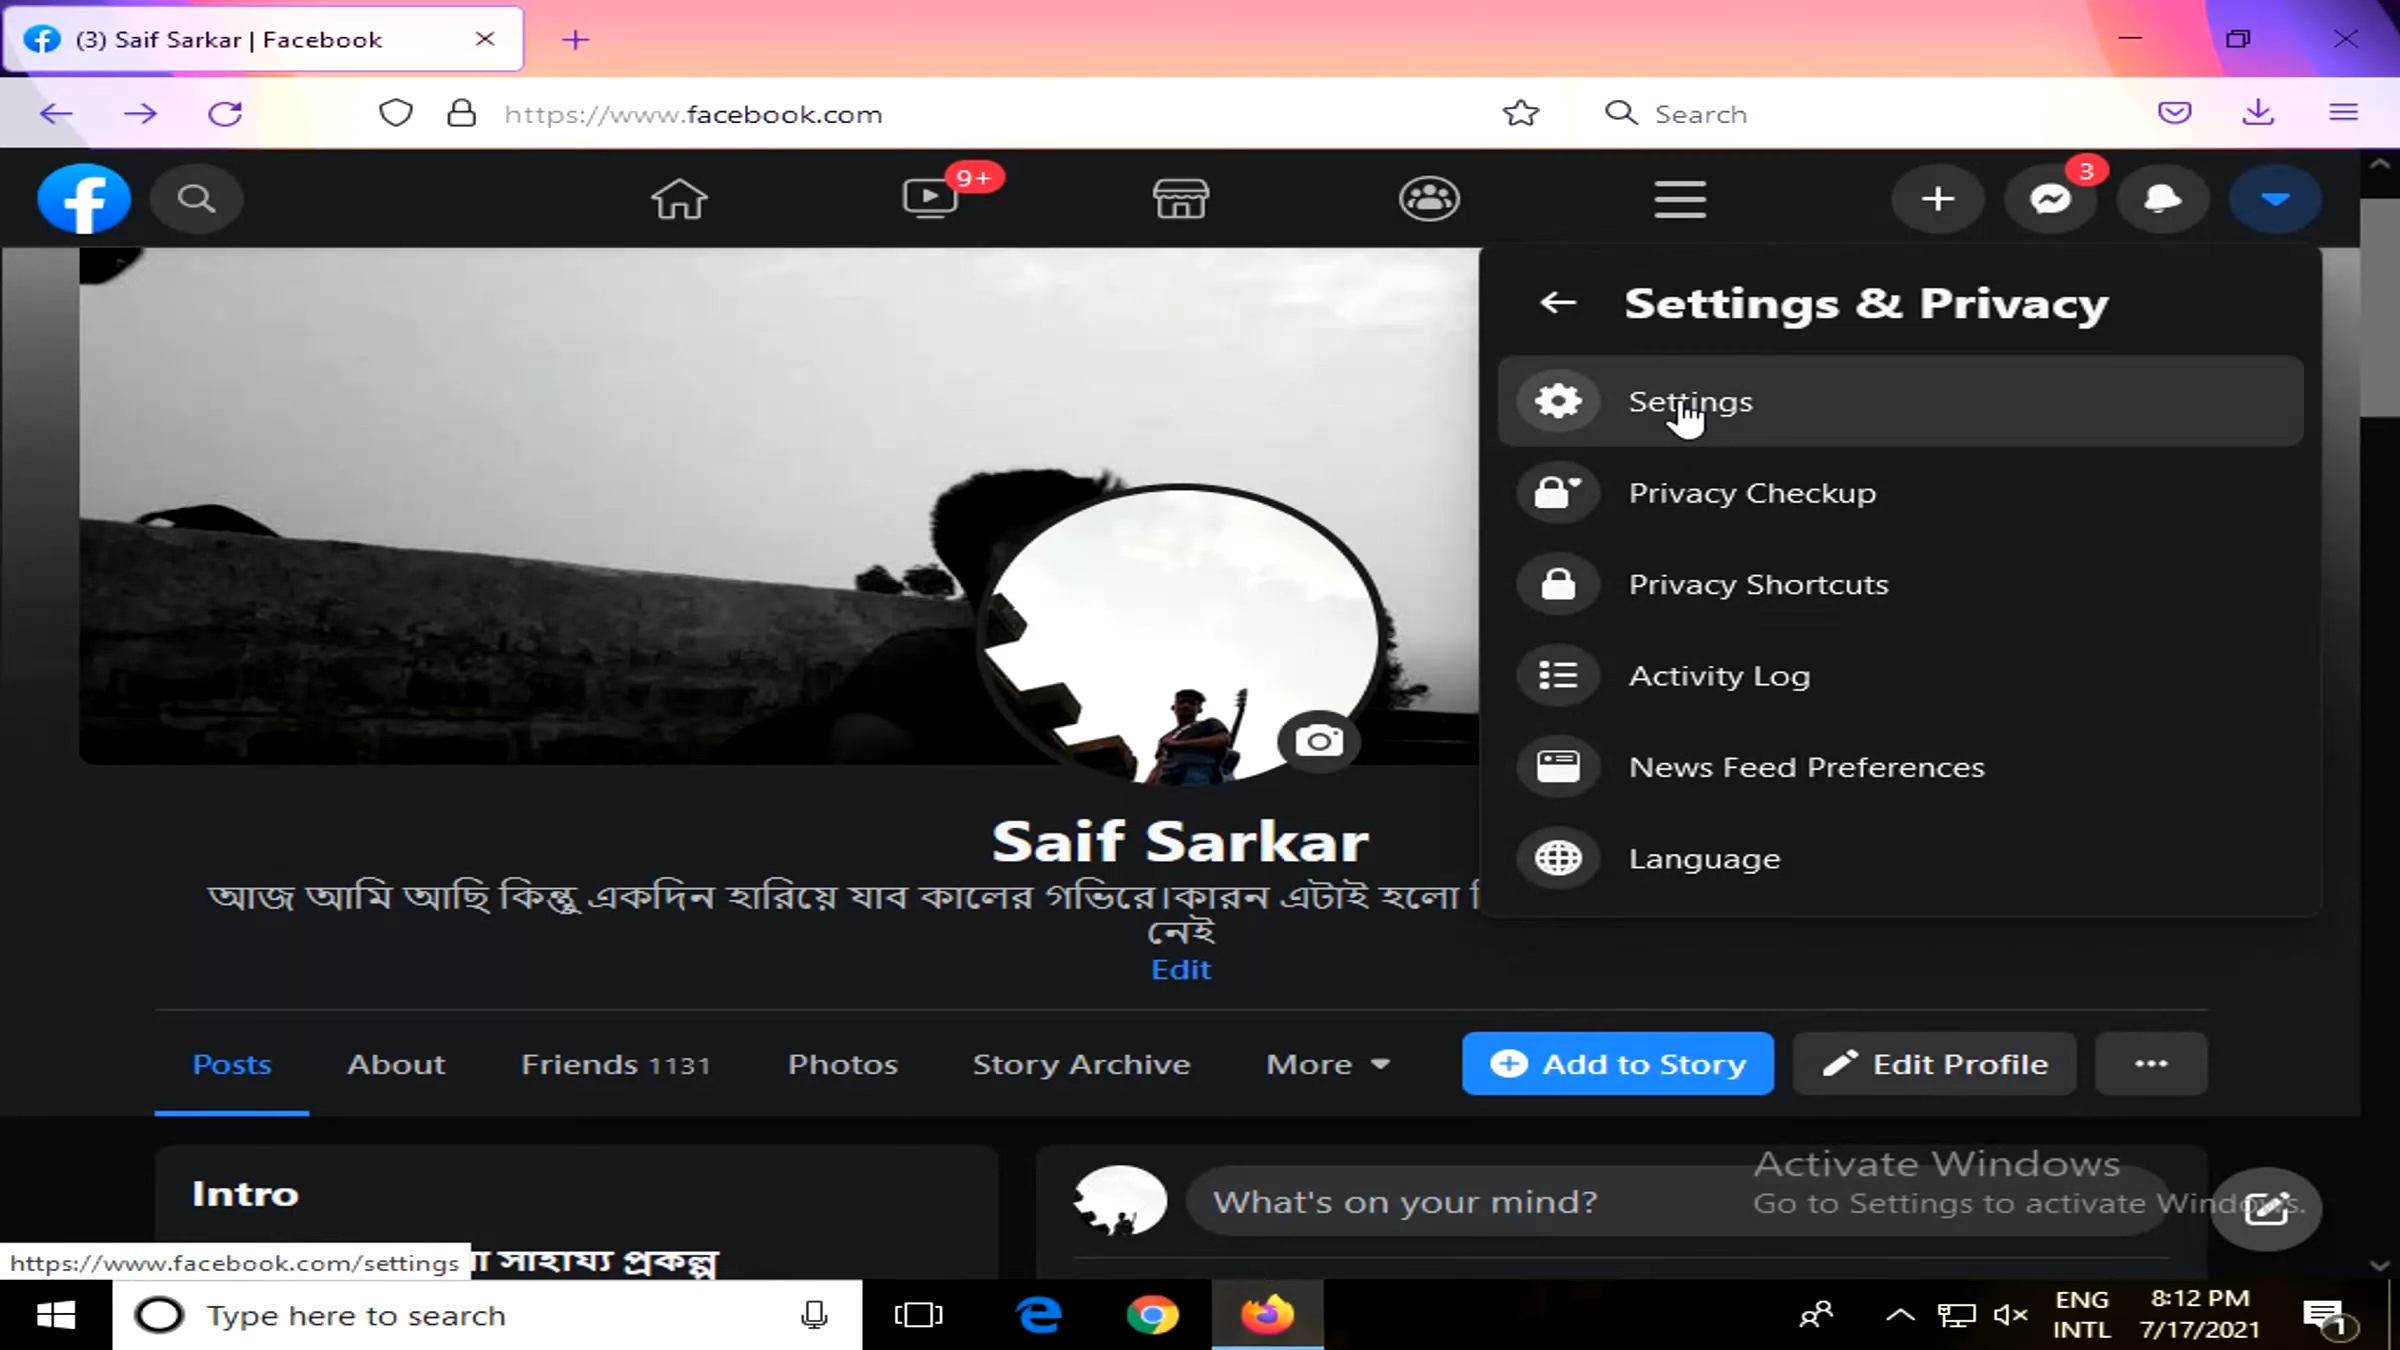 (3) Saif Sarkar | Facebook
https://www.facebook.com
Search
9+
3
Settings & Privacy
Settings
Privacy Checkup
Privacy Shortcuts
Activity Log
News Feed Preferences
Language
Saif Sarkar
আজ আমি আছি কিন্তু একদিন হারিয়ে যাব কালের গভিরে।কারন এটাই হলো
নেই
Edit
Posts
About
Friends 1131
Photos
Story Archive
More
Add to Story
Edit Profile
Intro
What's on your mind?
Activate Windows
Go to Settings to activate Windows.
সাহায্য প্রকল্প
https://www.facebook.com/settings
Type here to search
ENG
INTL
8:12 PM
7/17/2021
1